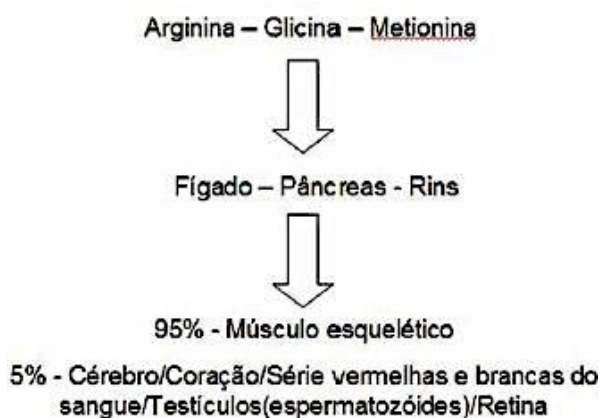 Arginina – Glicina – Metionina
Fígado – Pâncreas - Rins
95% - Músculo esquelético
5% - Cérebro/Coração/Série vermelhas e brancas do
sangue/Testículos(espermatozóides)/Retina